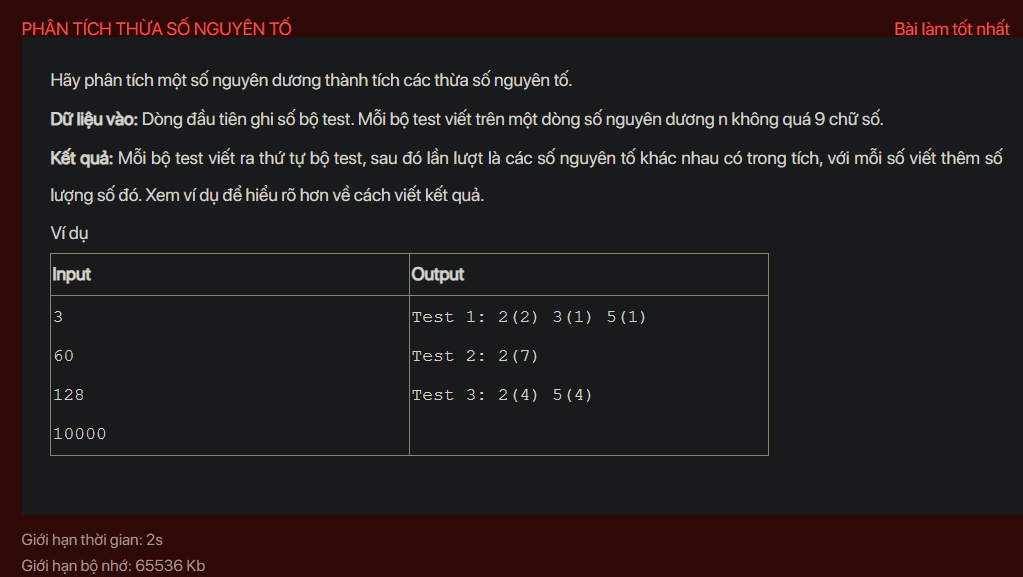 PHÂN TÍCH THỪA SỐ NGUYÊN TỐ
Bài làm tốt nhất
Hãy phân tích một số nguyên dương thành tích các thừa số nguyên tố.
Dữ liệu vào: Dòng đầu tiên ghi số bộ test. Mỗi bộ test viết trên một dòng số nguyên dương n không quá 9 chữ số.
Kết quả: Mỗi bộ test viết ra thứ tự bộ test, sau đó lần lượt là các số nguyên tố khác nhau có trong tích, với mỗi số viết thêm số
lượng số đó. Xem ví dụ để hiểu rõ hơn về cách viết kết quả.
Ví dụ
Input
Output
3
60
128
10000
Test 1: 2(2) 3(1) 5(1)
Test 2: 2(7)
Test 3: 2(4) 5(4)
Giới hạn thời gian: 2s
Giới hạn bộ nhớ: 65536 Kb